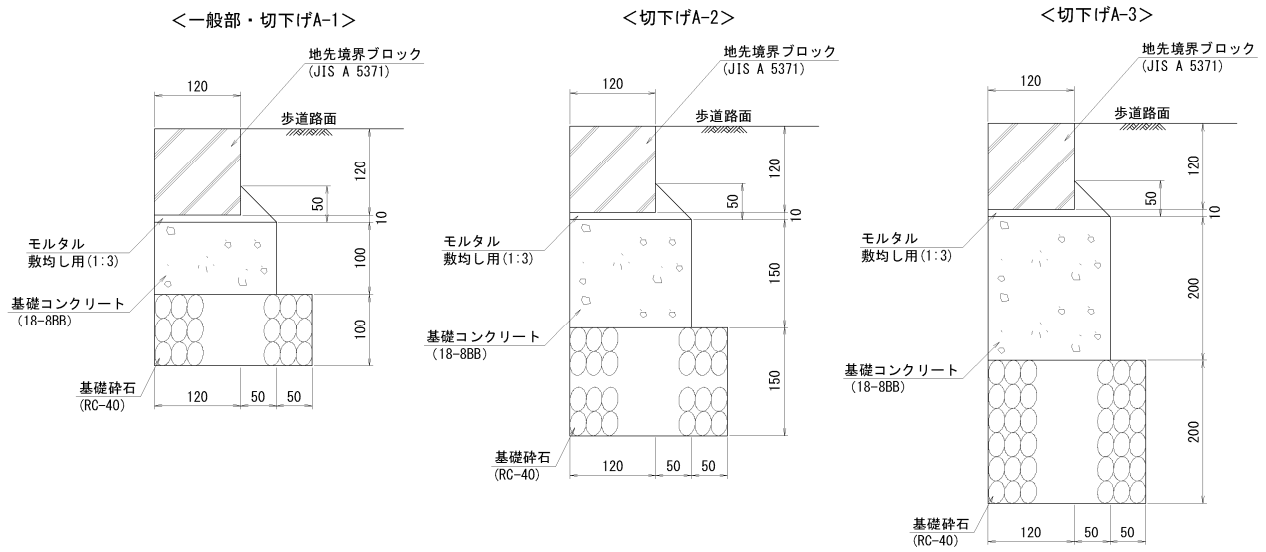 ＜一般部・切下げA-1＞
地先境界ブロック
(JIS A 5371)
120
歩道路面
120
50
10
モルタル
敷均し用(1:3)
100
基礎コンクリート
(18-8BB)
100
基礎砕石
(RC-40)
120
50
50
＜切下げA-2＞
地先境界ブロック
(JIS A 5371)
120
歩道路面
120
50
10
モルタル
敷均し用(1:3)
150
基礎コンクリート
(18-8BB)
150
基礎砕石
(RC-40)
120
50
50
＜切下げA-3＞
地先境界ブロック
(JIS A 5371)
120
歩道路面
120
50
10
モルタル
敷均し用(1:3)
200
基礎コンクリート
(18-8BB)
200
基礎砕石
(RC-40)
120
50
50